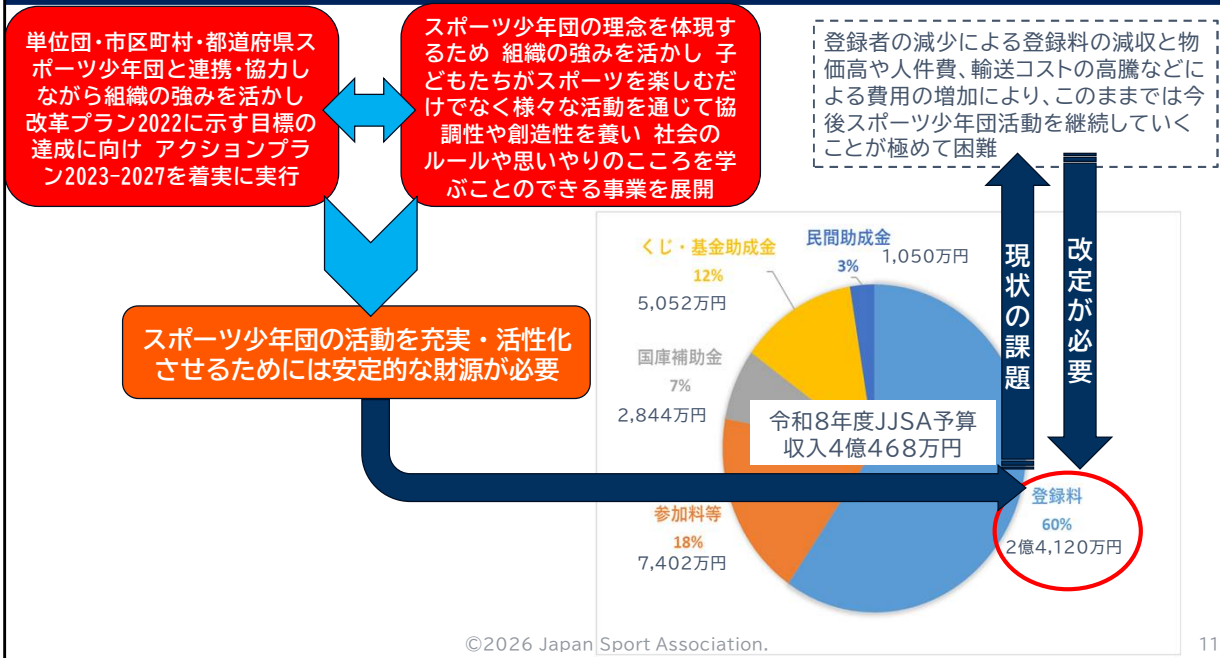 単位団・市区町村・都道府県ス
ポーツ少年団と連携・協力し
ながら組織の強みを活かし
改革プラン2022に示す目標の
達成に向け アクションプラ
ン2023-2027を着実に実行
スポーツ少年団の理念を体現す
るため 組織の強みを活かし 子
どもたちがスポーツを楽しむだ
けでなく様々な活動を通じて協
調性や創造性を養い 社会の
ルールや思いやりのこころを学
ぶことのできる事業を展開
登録者の減少による登録料の減収と物
価高や人件費、輸送コストの高騰などに
よる費用の増加により、このままでは今
後スポーツ少年団活動を継続していく
ことが極めて困難
スポーツ少年団の活動を充実・活性化
させるためには安定的な財源が必要
くじ・基金助成金
12%
5,052万円
民間助成金
3%
1,050万円
国庫補助金
7%
2,844万円
令和8年度JJSA予算
収入4億468万円
参加料等
18%
7,402万円
登録料
60%
2億4,120万円
現状の課題
改定が必要
©2026 Japan Sport Association.
11